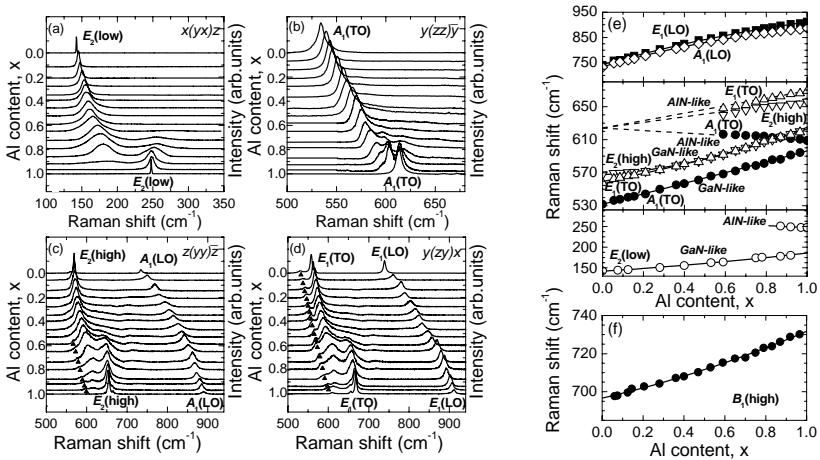 (a)
x(yx)z
E2(low)
0.0
0.2
0.4
0.6
0.8
1.0
Al content, x
E2(low)
100 150 200 250 300 350
Raman shift (cm-1)
Intensity (arb.units)
(b)
y(zz)y̅
A1(TO)
0.0
0.2
0.4
0.6
0.8
1.0
Al content, x
A1(TO)
500 550 600 650
Raman shift (cm-1)
(c)
z(yy)z̅
E2(high)
A1(LO)
0.0
0.2
0.4
0.6
0.8
1.0
Al content, x
E2(high)
A1(LO)
500 600 700 800 900
Raman shift (cm-1)
Intensity (arb.units)
(d)
y(zy)x
E1(TO)
E1(LO)
0.0
0.2
0.4
0.6
0.8
1.0
Al content, x
E1(TO)
E1(LO)
500 600 700 800 900
Raman shift (cm-1)
Intensity (arb.units)
Intensity (arb.units)
(e)
950
850
750
E1(LO)
A1(LO)
Raman shift (cm-1)
650
610
570
530
AlN-like
E1(TO)
E2(high)
A1(TO)
AlN-like
E2(high)
GaN-like
E1(TO)
A1(TO)
GaN-like
250
200
150
AlN-like
E2(low)
GaN-like
0.0 0.2 0.4 0.6 0.8 1.0
Al content, x
(f)
740
720
700
Raman shift (cm-1)
B1(high)
0.0 0.2 0.4 0.6 0.8 1.0
Al content, x